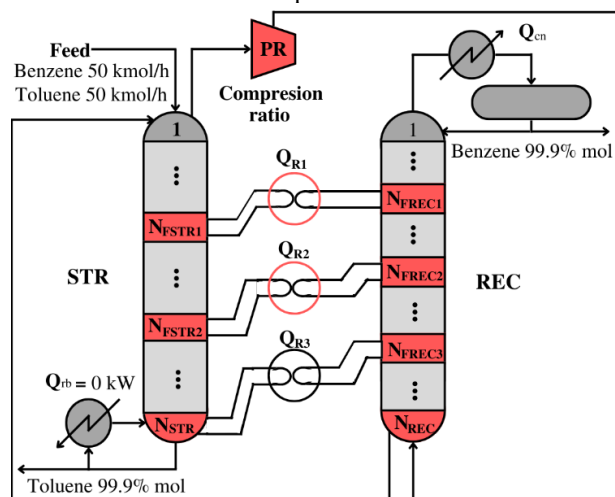 Feed
Benzene 50 kmol/h
Toluene 50 kmol/h
PR
Compresion
ratio
Qcn
1
1
Benzene 99.9% mol
QR1
NFSTR1
NFREC1
STR
QR2
NFREC2
REC
NFSTR2
QR3
NFREC3
Qrb = 0 kW
NSTR
NREC
Toluene 99.9% mol